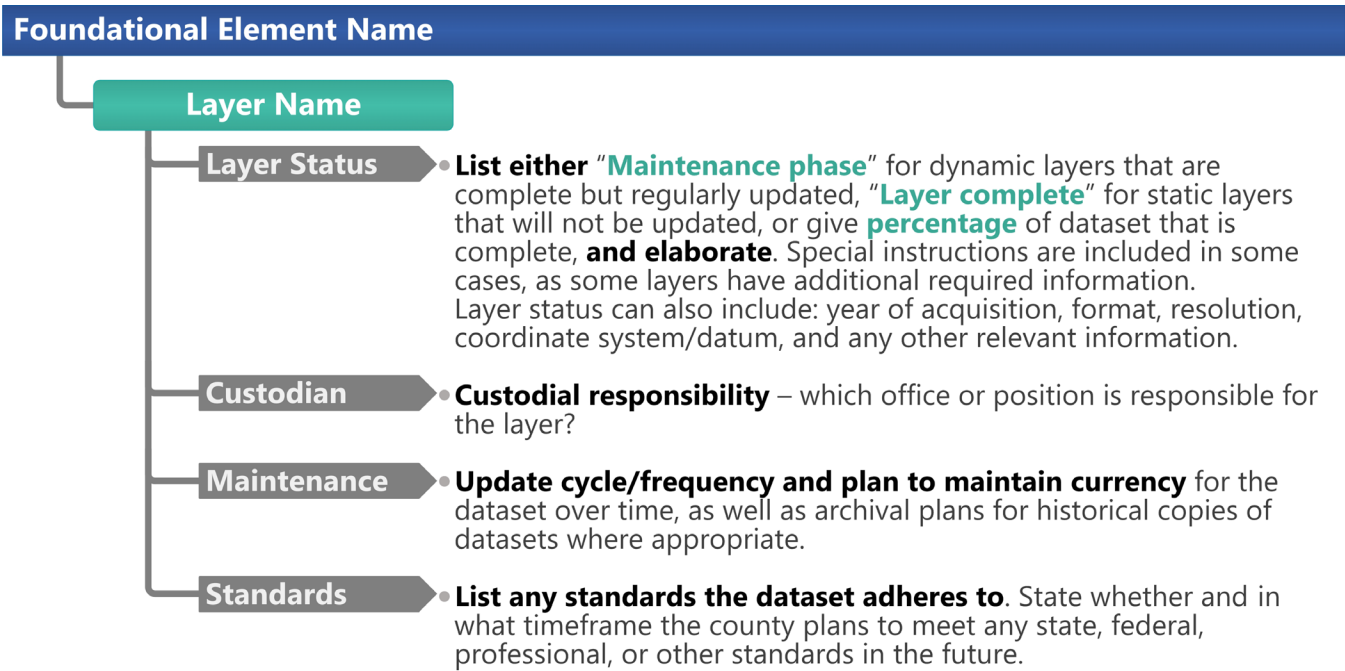 Foundational Element Name
Layer Name
Layer Status
List either “Maintenance phase” for dynamic layers that are
complete but regularly updated, “Layer complete” for static layers
that will not be updated, or give percentage of dataset that is
complete, and elaborate. Special instructions are included in some
cases, as some layers have additional required information.
Layer status can also include: year of acquisition, format, resolution,
coordinate system/datum, and any other relevant information.
Custodian
Custodial responsibility – which office or position is responsible for
the layer?
Maintenance
Update cycle/frequency and plan to maintain currency for the
dataset over time, as well as archival plans for historical copies of
datasets where appropriate.
Standards
List any standards the dataset adheres to. State whether and in
what timeframe the county plans to meet any state, federal,
professional, or other standards in the future.